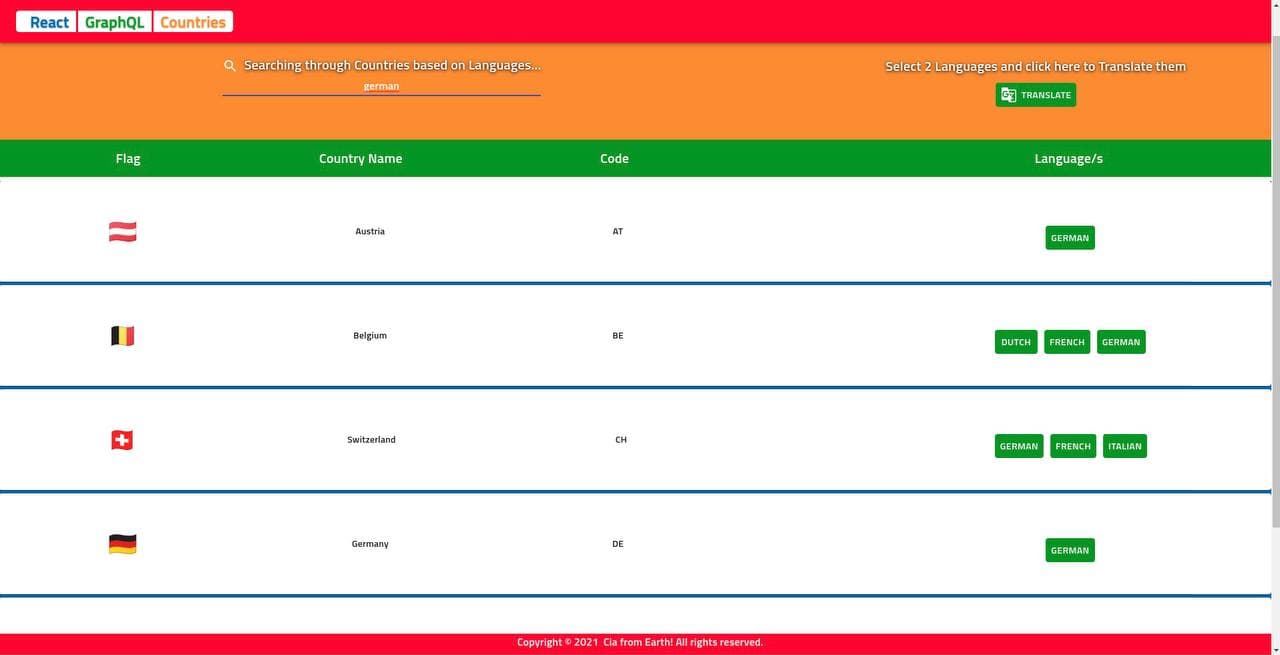 React GraphQL Countries
Searching through Countries based on Languages...
german
Select 2 Languages and click here to Translate them
TRANSLATE
Flag Country Name Code Language/s
Austria AT GERMAN
Belgium BE DUTCH FRENCH GERMAN
Switzerland CH GERMAN FRENCH ITALIAN
Germany DE GERMAN
Copyright © 2021 Cia from Earth! All rights reserved.